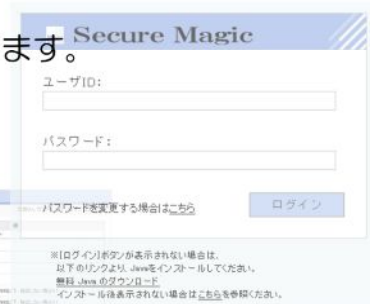 Secure Magic
ます。
ユーザID:
パスワード:
パスワードを変更する場合はこちら
ログイン
※[ログイン]ボタンが表示されない場合は、
以下のリンクより、Javaをインストールしてください。
無料 Java のダウンロード
インストール後表示されない場合はこちらを参照ください。